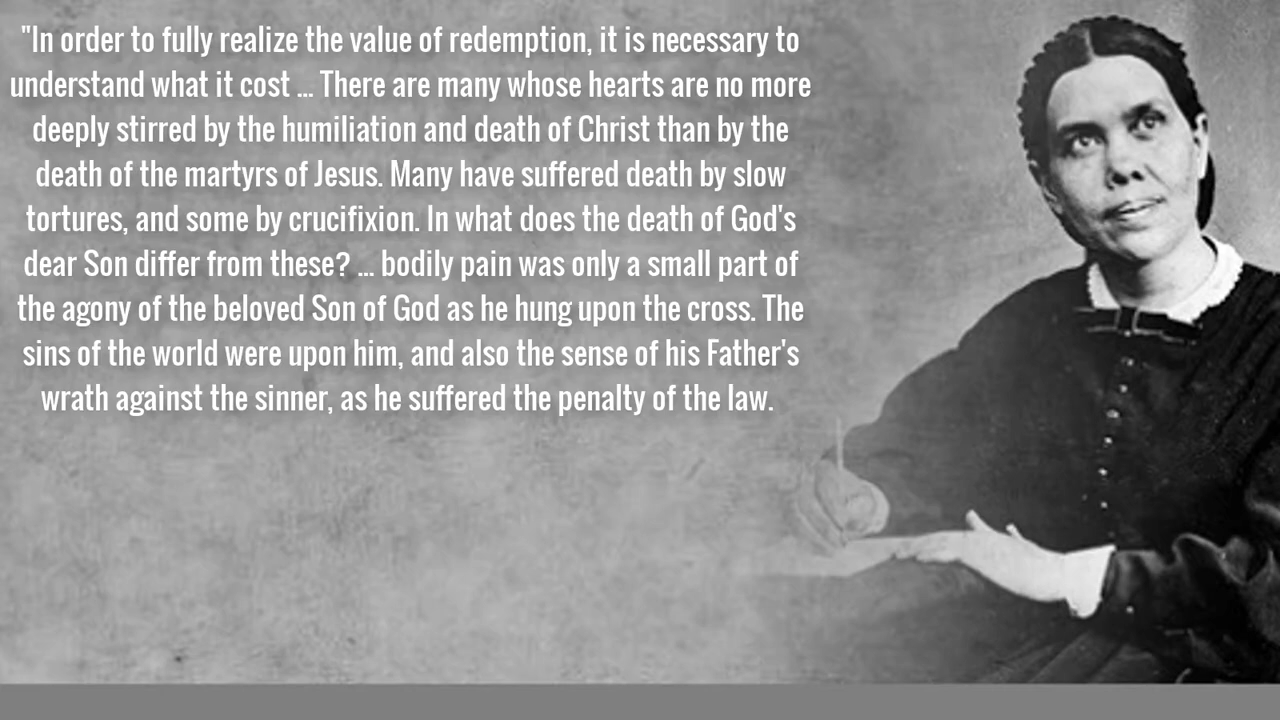 "In order to fully realize the value of redemption, it is necessary to
understand what it cost ... There are many whose hearts are no more
deeply stirred by the humiliation and death of Christ than by the
death of the martyrs of Jesus. Many have suffered death by slow
tortures, and some by crucifixion. In what does the death of God's
dear Son differ from these? ... bodily pain was only a small part of
the agony of the beloved Son of God as he hung upon the cross. The
sins of the world were upon him, and also the sense of his Father's
wrath against the sinner, as he suffered the penalty of the law.